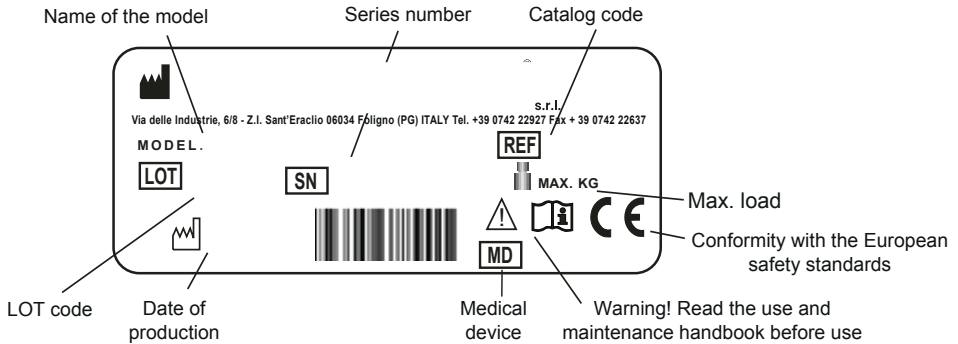 Name of the model
Series number
Catalog code
s.r.l.
Via delle Industrie, 6/8 - Z.I. Sant'Eraclio 06034 Foligno (PG) ITALY Tel. +39 0742 22927 Fax + 39 0742 22637
MODEL.
REF
LOT
SN
MAX. KG
Max. load
CE
Conformity with the European
safety standards
MD
LOT code
Date of
production
Medical
device
Warning! Read the use and
maintenance handbook before use